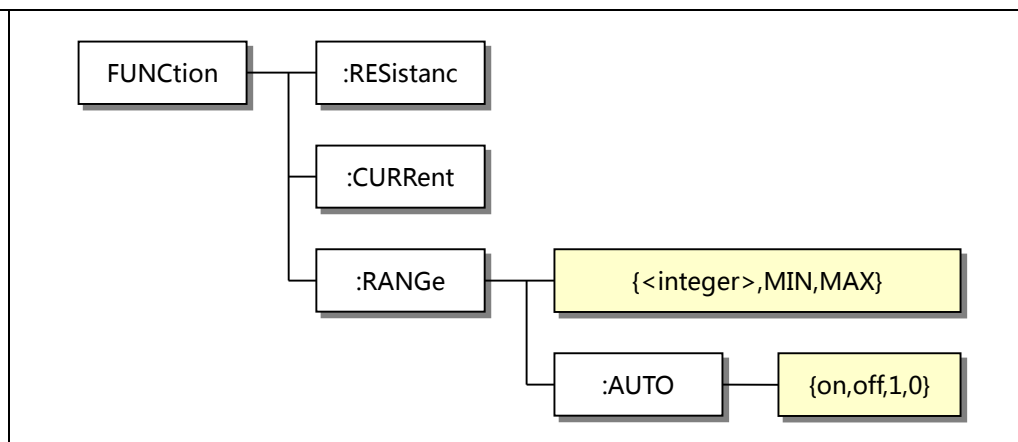 FUNCtion
:RESistanc
:CURRent
:RANGe
{<integer>,MIN,MAX}
:AUTO
{on,off,1,0}